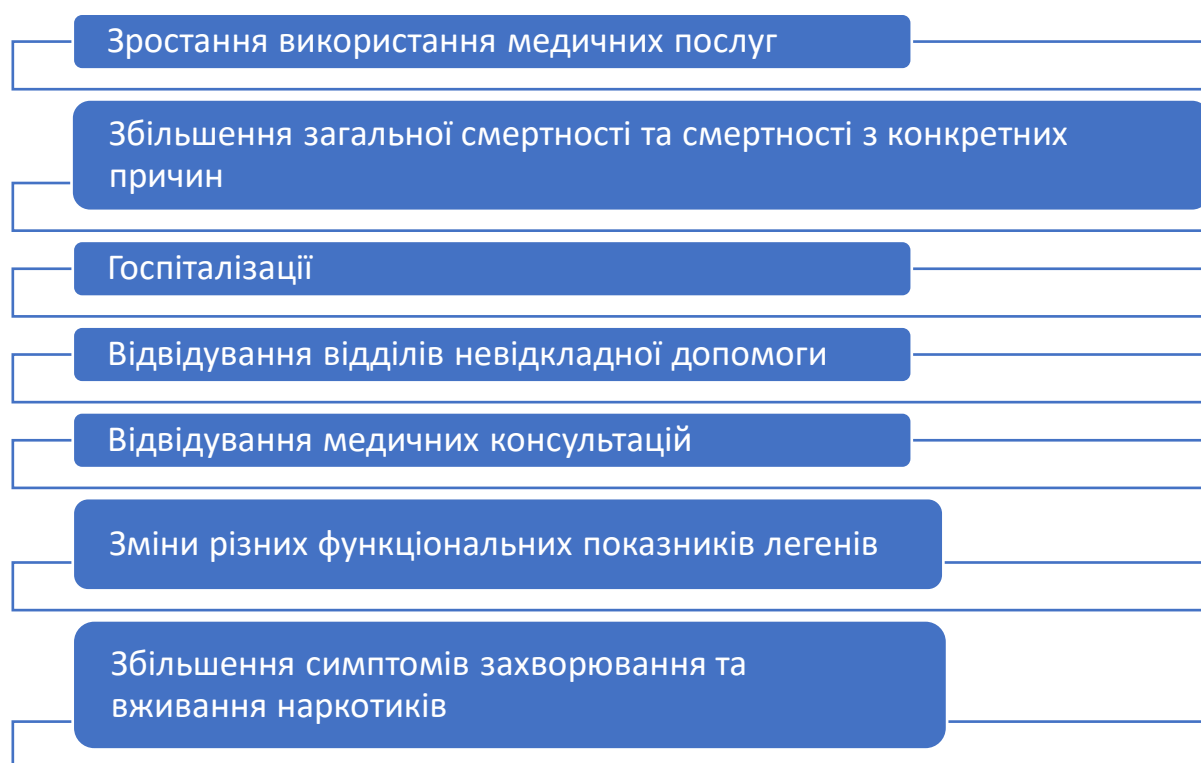 Зростання використання медичних послуг
Збільшення загальної смертності та смертності з конкретних
причин
Госпіталізації
Відвідування відділів невідкладної допомоги
Відвідування медичних консультацій
Зміни різних функціональних показників легенів
Збільшення симптомів захворювання та
вживання наркотиків